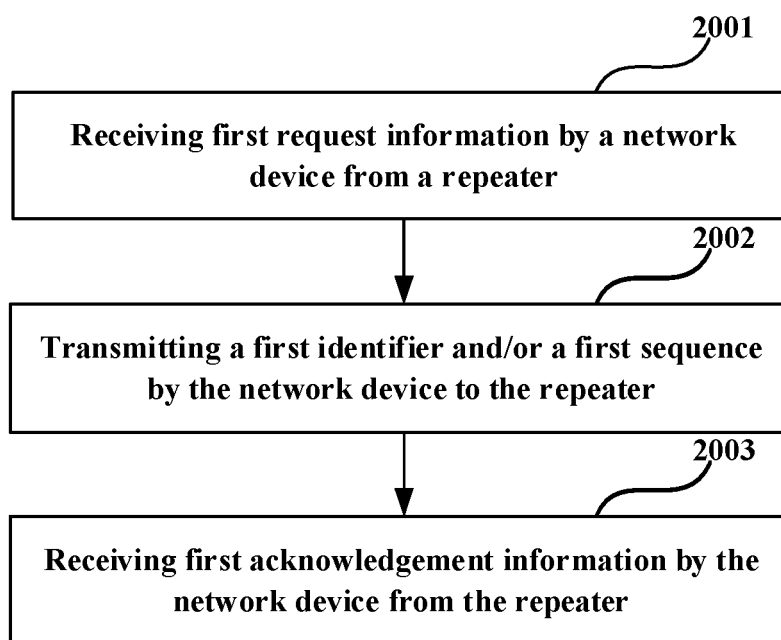 2001
Receiving first request information by a network
device from a repeater
2002
Transmitting a first identifier and/or a first sequence
by the network device to the repeater
2003
Receiving first acknowledgement information by the
network device from the repeater